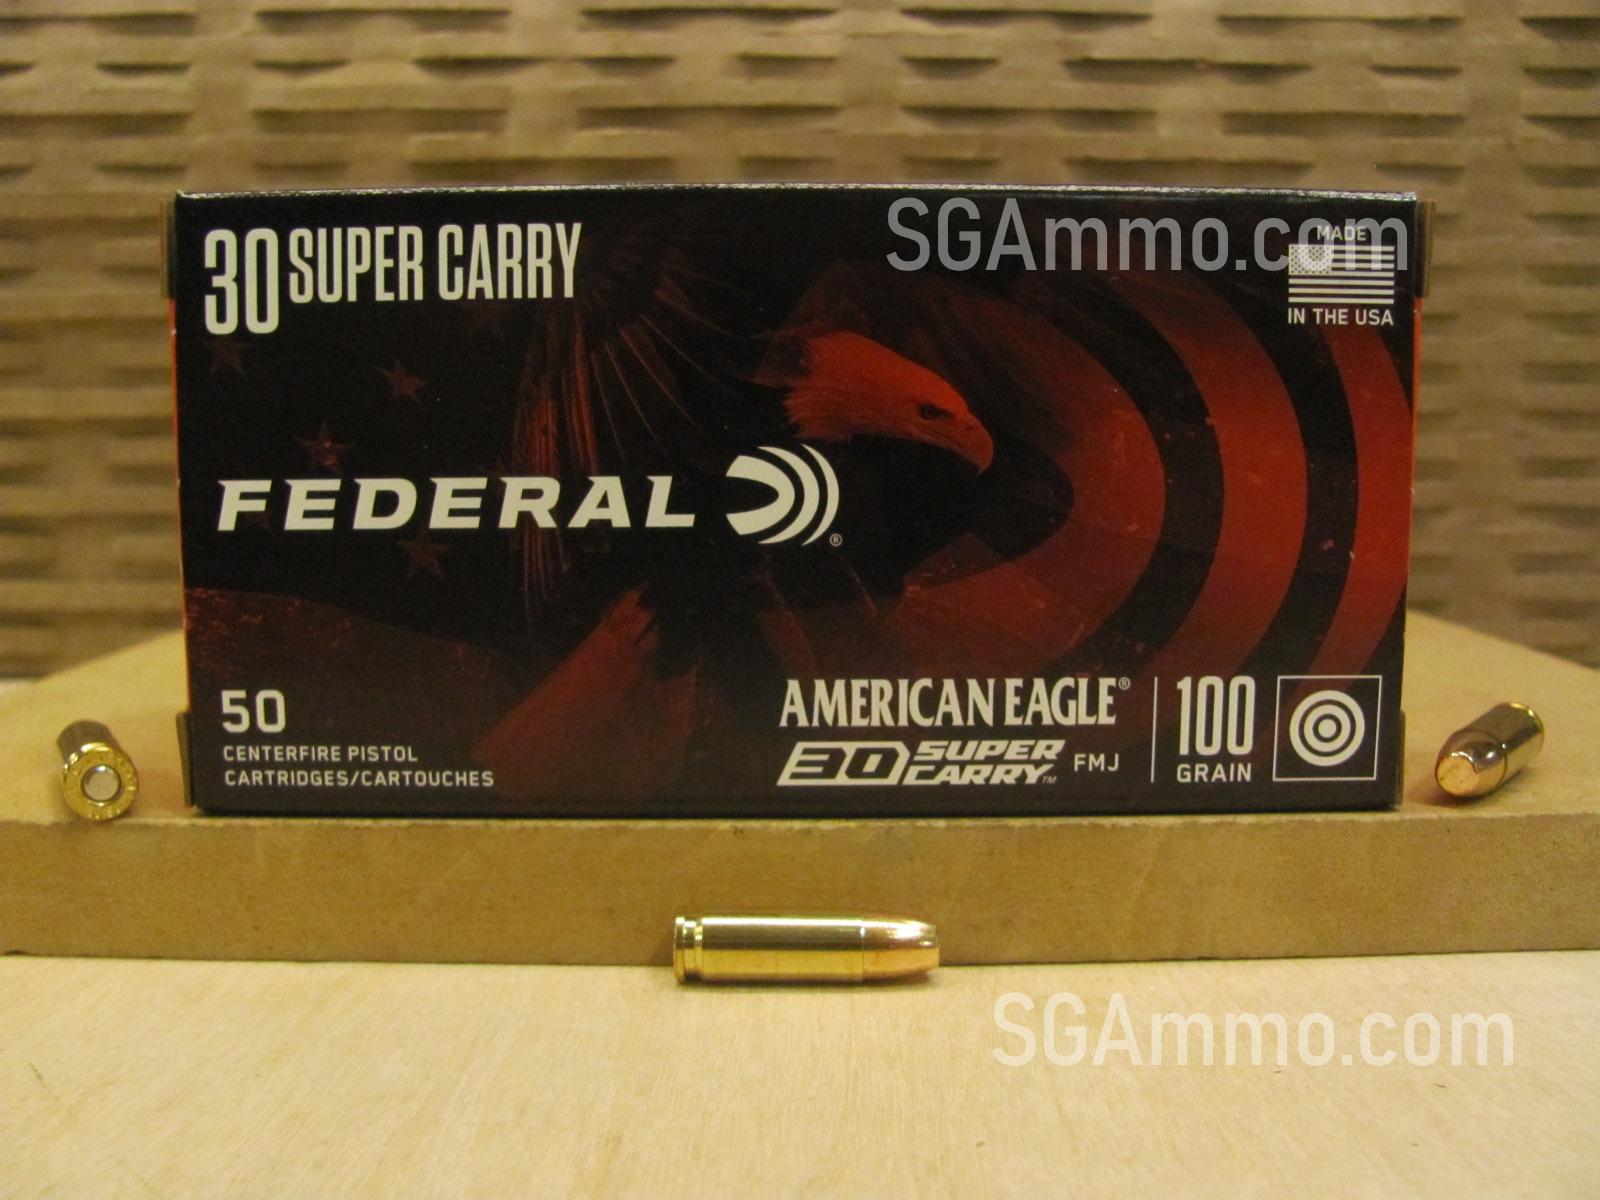 30 SUPER CARRY
SGAmmo.com
MADE
IN THE USA
FEDERAL ®
50
CENTERFIRE PISTOL
CARTRIDGES/CARTOUCHES
AMERICAN EAGLE®
30 SUPER CARRY™ FMJ
100
GRAIN
SGAmmo.com